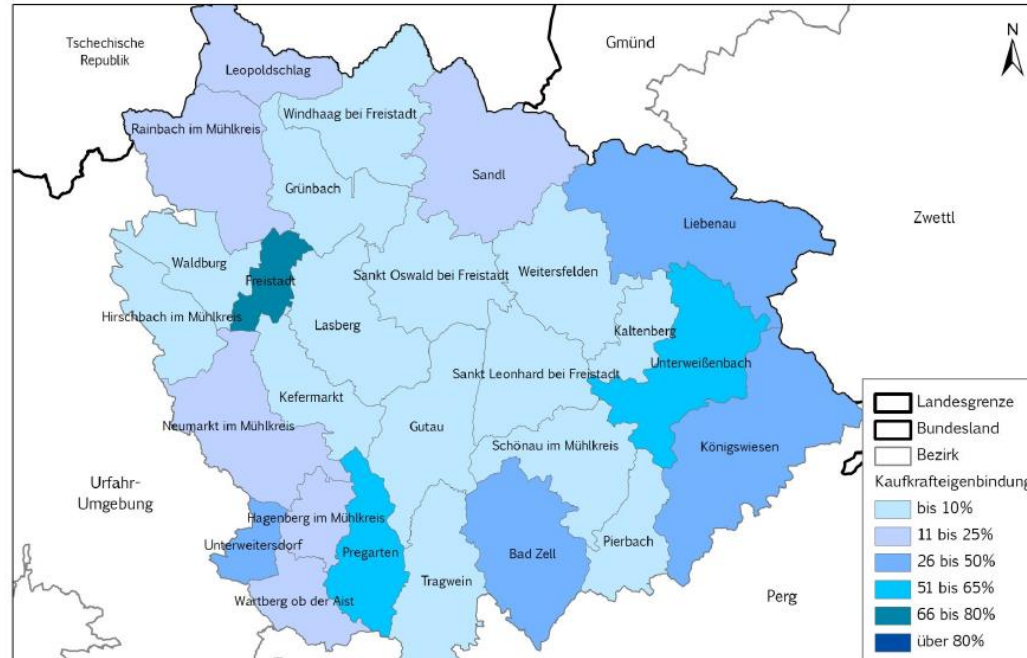 Tschechische
Republik
Gmünd
N
Leopoldschlag
Windhaag bei Freistadt
Rainbach im Mühlkreis
Sandl
Grünbach
Liebenau
Zwettl
Waldburg
Freistadt
Sankt Oswald bei Freistadt
Weitersfelden
Hirschbach im Mühlkreis
Lasberg
Kaltenberg
Unterweißenbach
Sankt Leonhard bei Freistadt
Kefermarkt
Neumarkt im Mühlkreis
Gutau
Schönau im Mühlkreis
Königswiesen
Urfahr-
Umgebung
Hagenberg im Mühlkreis
Unterweitersdorf
Pregarten
Bad Zell
Pierbach
Tragwein
Wartberg ob der Aist
Perg
Landesgrenze
Bundesland
Bezirk
Kaufkrafteigenbindung
bis 10%
11 bis 25%
26 bis 50%
51 bis 65%
66 bis 80%
über 80%